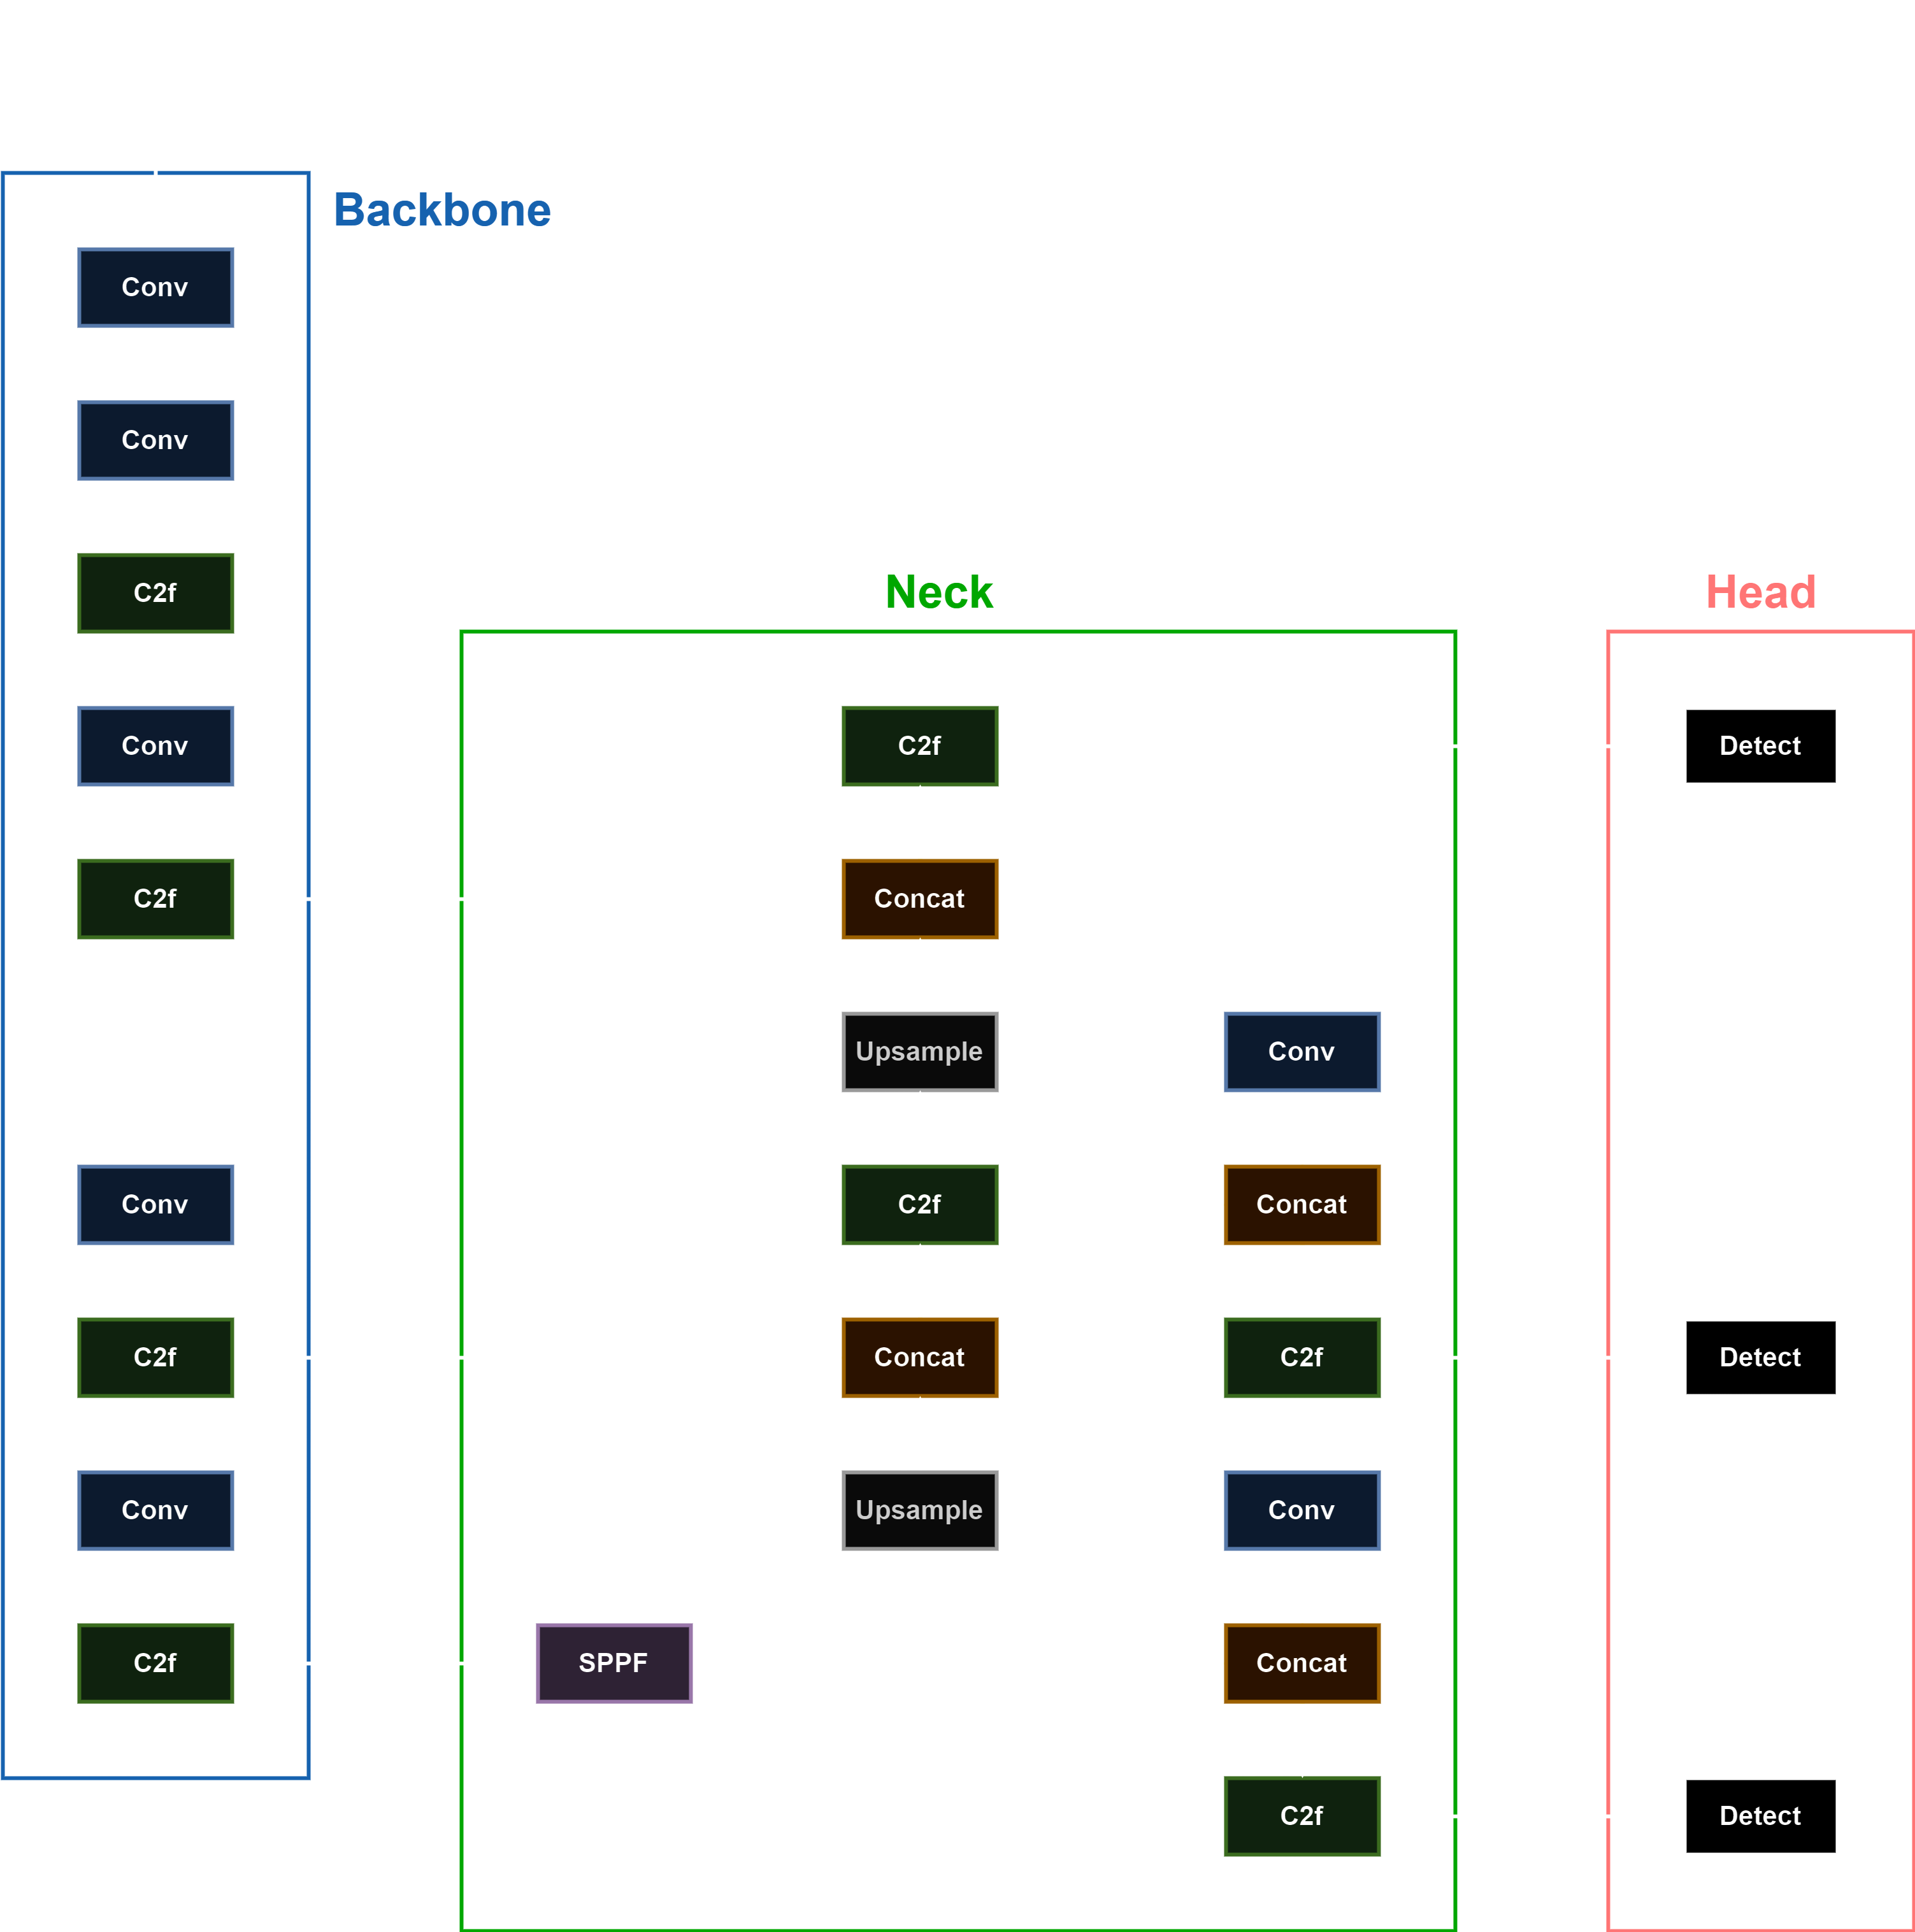 Backbone
Conv
Conv
C2f
Conv
C2f
Conv
C2f
Conv
C2f
Neck
C2f
Concat
Upsample
C2f
Concat
Upsample
SPPF
Conv
Concat
C2f
Conv
Concat
C2f
Head
Detect
Detect
Detect